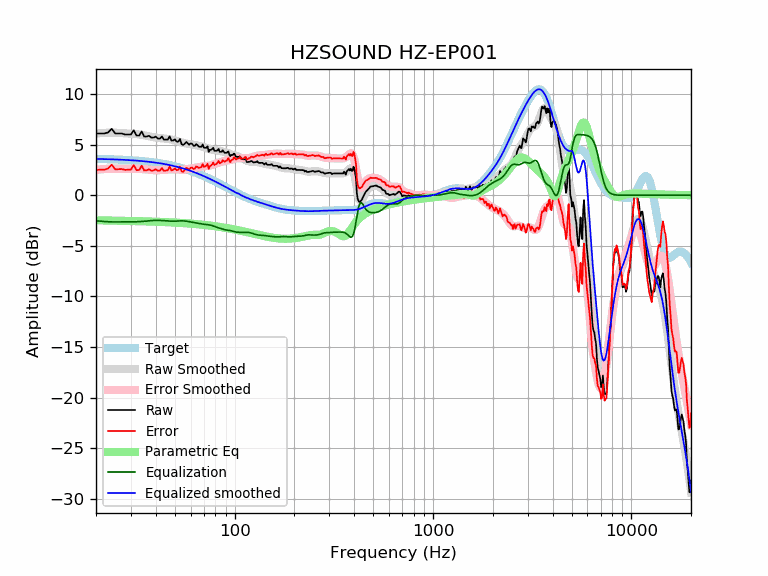 HZSOUND HZ-EP001
Amplitude (dBr)
10
5
0
−5
−10
−15
−20
−25
−30
Target
Raw Smoothed
Error Smoothed
Raw
Error
Parametric Eq
Equalization
Equalized smoothed
100
1000
10000
Frequency (Hz)